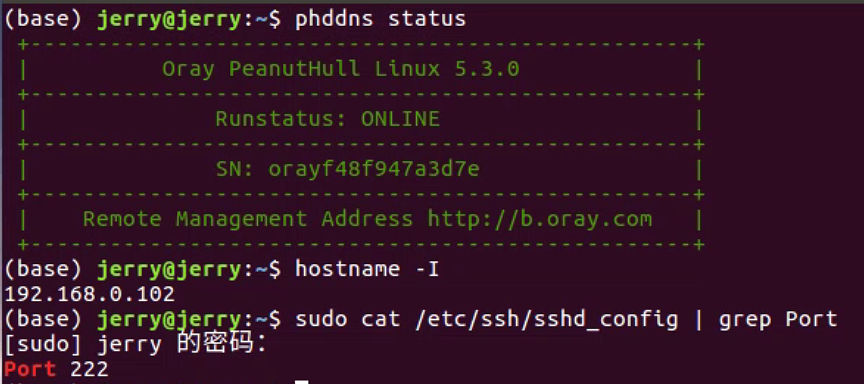 (base) jerry@jerry:~$ phddns status
+--------------------------------------------------+
|          Oray PeanutHull Linux 5.3.0             |
+--------------------------------------------------+
|              Runstatus: ONLINE                   |
+--------------------------------------------------+
|              SN: orayf48f947a3d7e                |
+--------------------------------------------------+
|    Remote Management Address http://b.oray.com   |
+--------------------------------------------------+
(base) jerry@jerry:~$ hostname -I
192.168.0.102
(base) jerry@jerry:~$ sudo cat /etc/ssh/sshd_config | grep Port
[sudo] jerry 的密码：
Port 222